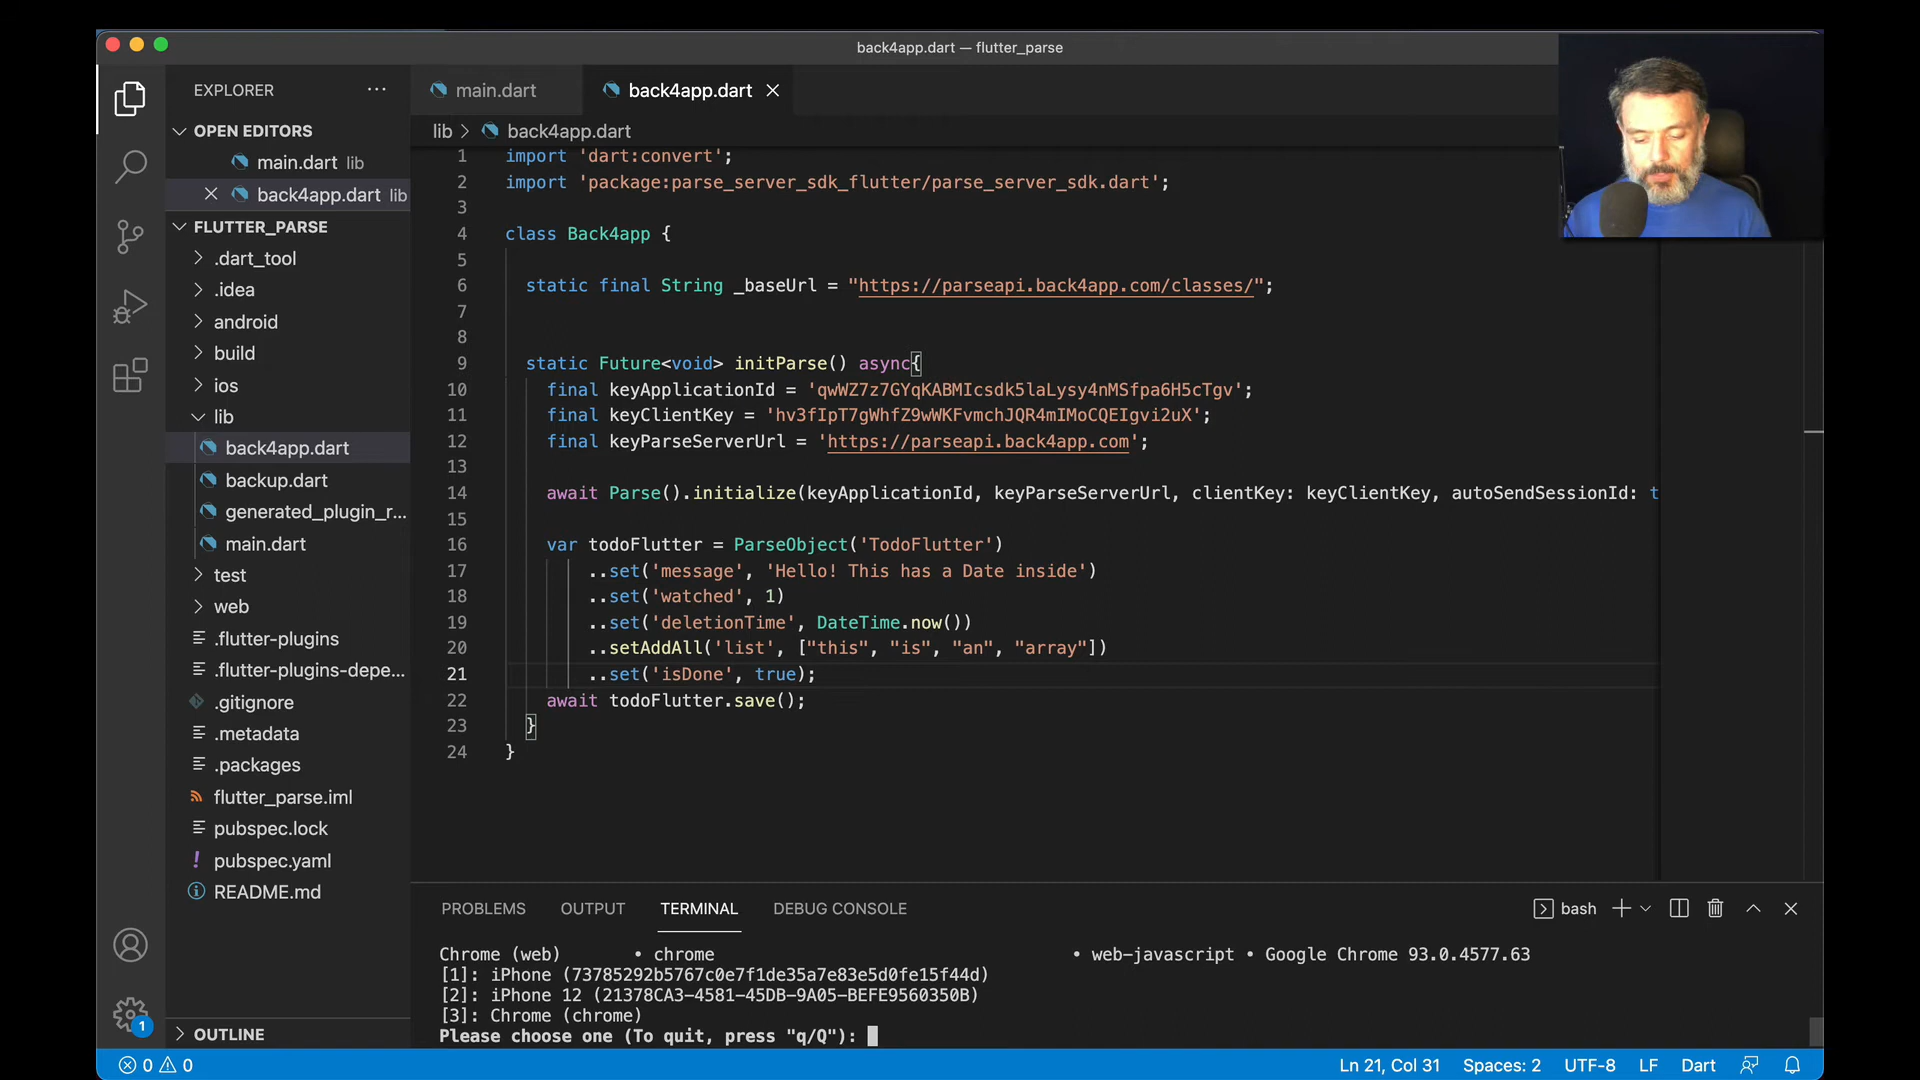 back4app.dart — flutter_parse
EXPLORER
main.dart
back4app.dart
OPEN EDITORS
main.dart lib
back4app.dart lib
FLUTTER_PARSE
.dart_tool
.idea
android
build
ios
lib
back4app.dart
backup.dart
generated_plugin_r...
main.dart
test
web
.flutter-plugins
.flutter-plugins-depe...
.gitignore
.metadata
.packages
flutter_parse.iml
pubspec.lock
pubspec.yaml
README.md
OUTLINE
1
lib > back4app.dart
1 import 'dart:convert';
2 import 'package:parse_server_sdk_flutter/parse_server_sdk.dart';
3
4 class Back4app {
5
6 static final String _baseUrl = "https://parseapi.back4app.com/classes/";
7
8
9 static Future<void> initParse() async{
10 final keyApplicationId = 'qwWZ7z7GYqKABMIcsdk5laLysy4nMSfpa6H5cTgv';
11 final keyClientKey = 'hv3fIpT7gWhfZ9wWKFvmchJQR4mIMoCQEIgvi2uX';
12 final keyParseServerUrl = 'https://parseapi.back4app.com';
13
14 await Parse().initialize(keyApplicationId, keyParseServerUrl, clientKey: keyClientKey, autoSendSessionId: t
15
16 var todoFlutter = ParseObject('TodoFlutter')
17 ..set('message', 'Hello! This has a Date inside')
18 ..set('watched', 1)
19 ..set('deletionTime', DateTime.now())
20 ..setAddAll('list', ["this", "is", "an", "array"])
21 ..set('isDone', true);
22 await todoFlutter.save();
23 }
24 }
PROBLEMS OUTPUT TERMINAL DEBUG CONSOLE
bash
Chrome (web) • chrome • web-javascript • Google Chrome 93.0.4577.63
[1]: iPhone (73785292b5767c0e7f1de35a7e83e5d0fe15f44d)
[2]: iPhone 12 (21378CA3-4581-45DB-9A05-BEFE9560350B)
[3]: Chrome (chrome)
Please choose one (To quit, press "q/Q"):
0 0
Ln 21, Col 31 Spaces: 2 UTF-8 LF Dart